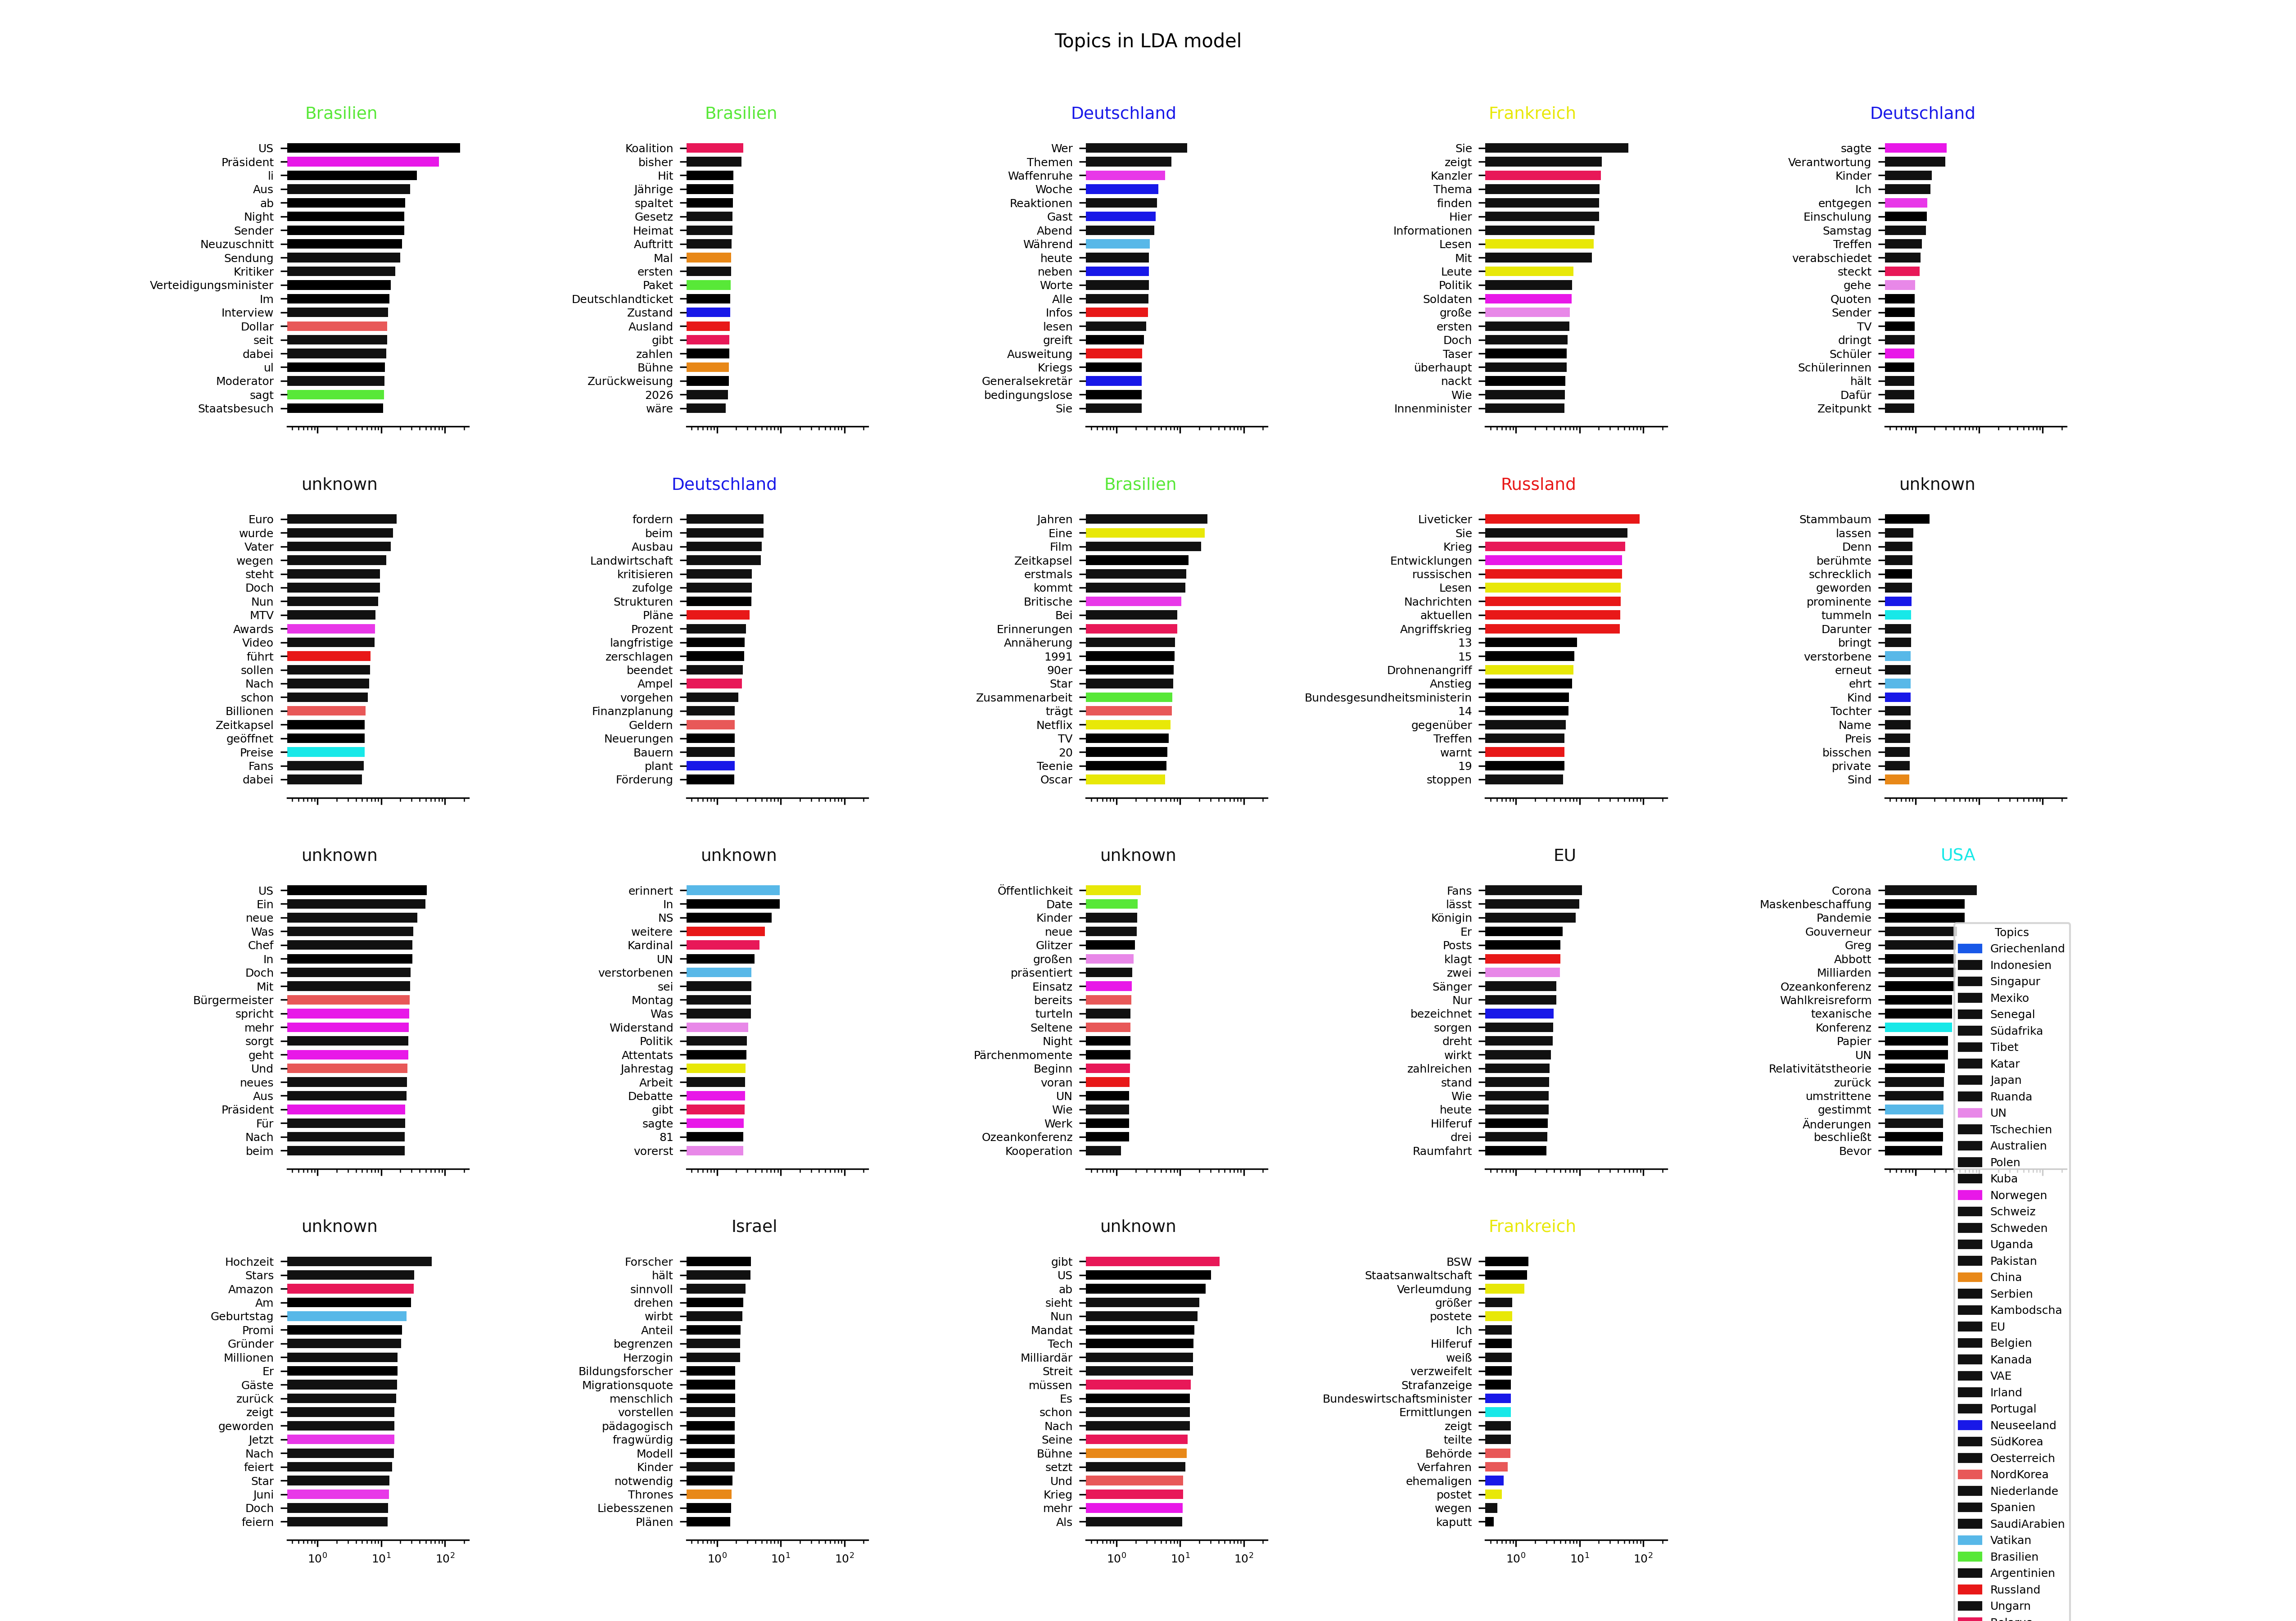 Topics in LDA model
Brasilien
US
Präsident
li
Aus
ab
Night
Sender
Neuzuschnitt
Sendung
Kritiker
Verteidigungsminister
Im
Interview
Dollar
seit
dabei
ul
Moderator
sagt
Staatsbesuch
Brasilien
Koalition
bisher
Hit
Jährige
spaltet
Gesetz
Heimat
Auftritt
Mal
ersten
Paket
Deutschlandticket
Zustand
Ausland
gibt
zahlen
Bühne
Zurückweisung
2026
wäre
Deutschland
Wer
Themen
Waffenruhe
Woche
Reaktionen
Gast
Abend
Während
heute
neben
Worte
Alle
Infos
lesen
greift
Ausweitung
Kriegs
Generalsekretär
bedingungslose
Sie
Frankreich
Sie
zeigt
Kanzler
Thema
finden
Hier
Informationen
Lesen
Mit
Leute
Politik
Soldaten
große
ersten
Doch
Taser
überhaupt
nackt
Wie
Innenminister
Deutschland
sagte
Verantwortung
Kinder
Ich
entgegen
Einschulung
Samstag
Treffen
verabschiedet
steckt
gehe
Quoten
Sender
TV
dringt
Schüler
Schülerinnen
hält
Dafür
Zeitpunkt
unknown
Euro
wurde
Vater
wegen
steht
Doch
Nun
MTV
Awards
Video
führt
sollen
Nach
schon
Billionen
Zeitkapsel
geöffnet
Preise
Fans
dabei
Deutschland
fordern
beim
Ausbau
Landwirtschaft
kritisieren
zufolge
Strukturen
Pläne
Prozent
langfristige
zerschlagen
beendet
Ampel
vorgehen
Finanzplanung
Geldern
Neuerungen
Bauern
plant
Förderung
Brasilien
Jahren
Eine
Film
Zeitkapsel
erstmals
kommt
Britische
Bei
Erinnerungen
Annäherung
1991
90er
Star
Zusammenarbeit
trägt
Netflix
TV
20
Teenie
Oscar
Russland
Liveticker
Sie
Krieg
Entwicklungen
russischen
Lesen
Nachrichten
aktuellen
Angriffskrieg
13
15
Drohnenangriff
Anstieg
Bundesgesundheitsministerin
14
gegenüber
Treffen
warnt
19
stoppen
unknown
Stammbaum
lassen
Denn
berühmte
schrecklich
geworden
prominente
tummeln
Darunter
bringt
verstorbene
erneut
ehrt
Kind
Tochter
Name
Preis
bisschen
private
Sind
unknown
US
Ein
neue
Was
Chef
In
Doch
Mit
Bürgermeister
spricht
mehr
sorgt
geht
Und
neues
Aus
Präsident
Für
Nach
beim
unknown
erinnert
In
NS
weitere
Kardinal
UN
verstorbenen
sei
Montag
Was
Widerstand
Politik
Attentats
Jahrestag
Arbeit
Debatte
gibt
sagte
81
vorerst
unknown
Öffentlichkeit
Date
Kinder
neue
Glitzer
großen
präsentiert
Einsatz
bereits
turteln
Seltene
Night
Pärchenmomente
Beginn
voran
UN
Wie
Werk
Ozeankonferenz
Kooperation
EU
Fans
lässt
Königin
Er
Posts
klagt
zwei
Sänger
Nur
bezeichnet
sorgen
dreht
wirkt
zahlreichen
stand
Wie
heute
Hilferuf
drei
Raumfahrt
USA
Corona
Maskenbeschaffung
Pandemie
Gouverneur
Greg
Abbott
Milliarden
Ozeankonferenz
Wahlkreisreform
texanische
Konferenz
Papier
UN
Relativitätstheorie
zurück
umstrittene
gestimmt
Änderungen
beschließt
Bevor
unknown
Hochzeit
Stars
Amazon
Am
Geburtstag
Promi
Gründer
Millionen
Er
Gäste
zurück
zeigt
geworden
Jetzt
Nach
feiert
Star
Juni
Doch
feiern
10⁰ 10¹ 10²
Israel
Forscher
hält
sinnvoll
drehen
wirbt
Anteil
begrenzen
Herzogin
Bildungsforscher
Migrationsquote
menschlich
vorstellen
pädagogisch
fragwürdig
Modell
Kinder
notwendig
Thrones
Liebesszenen
Plänen
10⁰ 10¹ 10²
unknown
gibt
US
ab
sieht
Nun
Mandat
Tech
Milliardär
Streit
müssen
Es
schon
Nach
Seine
Bühne
setzt
Und
Krieg
mehr
Als
10⁰ 10¹ 10²
Frankreich
BSW
Staatsanwaltschaft
Verleumdung
größer
postete
Ich
Hilferuf
weiß
verzweifelt
Strafanzeige
Bundeswirtschaftsminister
Ermittlungen
zeigt
teilte
Behörde
Verfahren
ehemaligen
postet
wegen
kaputt
10⁰ 10¹ 10²
Topics
Griechenland
Indonesien
Singapur
Mexiko
Senegal
Südafrika
Tibet
Katar
Japan
Ruanda
UN
Tschechien
Australien
Polen
Kuba
Norwegen
Schweiz
Schweden
Uganda
Pakistan
China
Serbien
Kambodscha
EU
Belgien
Kanada
VAE
Irland
Portugal
Neuseeland
SüdKorea
Oesterreich
NordKorea
Niederlande
Spanien
SaudiArabien
Vatikan
Brasilien
Argentinien
Russland
Ungarn